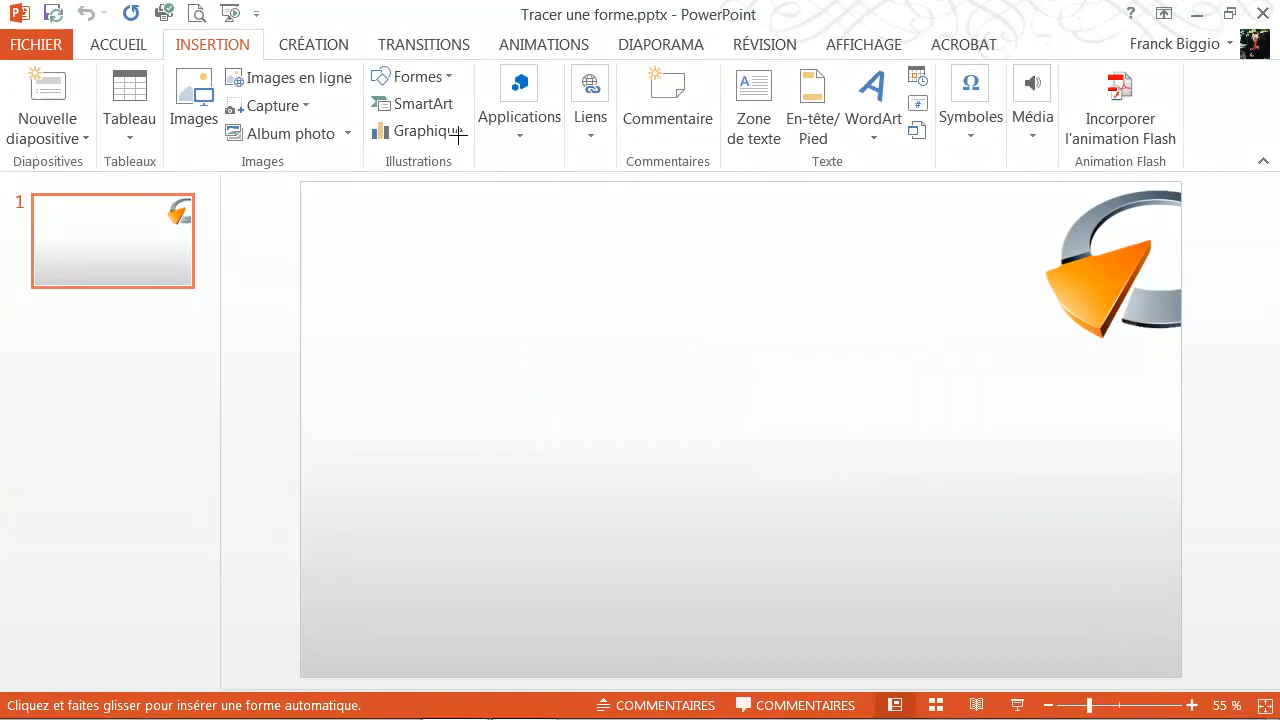 Tracer une forme.pptx - PowerPoint
?
FICHIER ACCUEIL INSERTION CRÉATION TRANSITIONS ANIMATIONS DIAPORAMA RÉVISION AFFICHAGE ACROBAT Franck Biggio
Nouvelle
diapositive
Diapositives
Tableau
Tableaux
Images
Images en ligne
Capture
Album photo
Images
Formes
SmartArt
Graphique
Illustrations
Applications
Liens
Commentaire
Commentaires
Zone
de texte
En-tête/
Pied
WordArt
Texte
Symboles
Média
Incorporer
l'animation Flash
Animation Flash
1
Cliquez et faites glisser pour insérer une forme automatique. COMMENTAIRES COMMENTAIRES 55 %